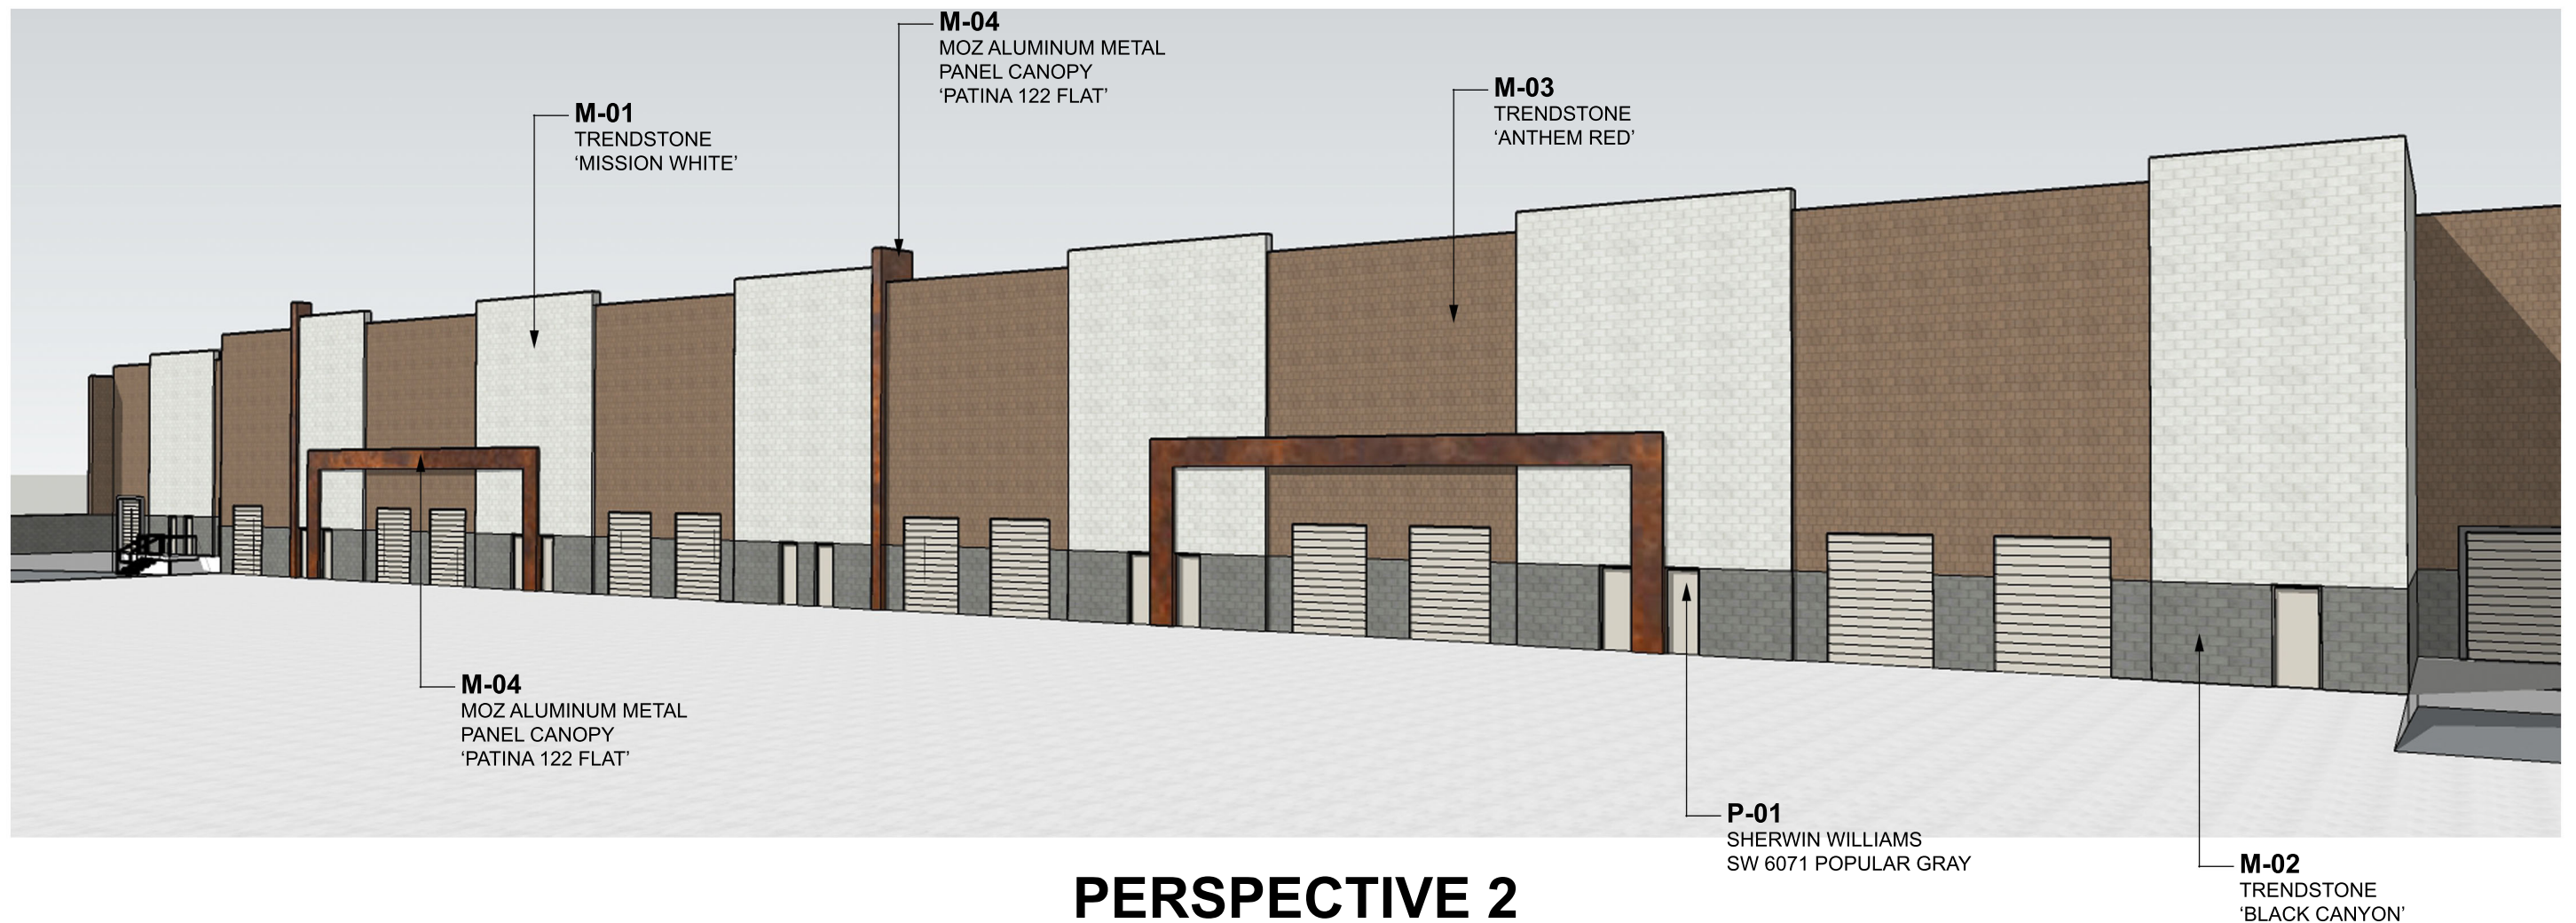 M-04
MOZ ALUMINUM METAL
PANEL CANOPY
‘PATINA 122 FLAT’
M-03
TRENDSTONE
‘ANTHEM RED’
M-01
TRENDSTONE
‘MISSION WHITE’
M-04
MOZ ALUMINUM METAL
PANEL CANOPY
‘PATINA 122 FLAT’
P-01
SHERWIN WILLIAMS
SW 6071 POPULAR GRAY
M-02
TRENDSTONE
‘BLACK CANYON’
PERSPECTIVE 2